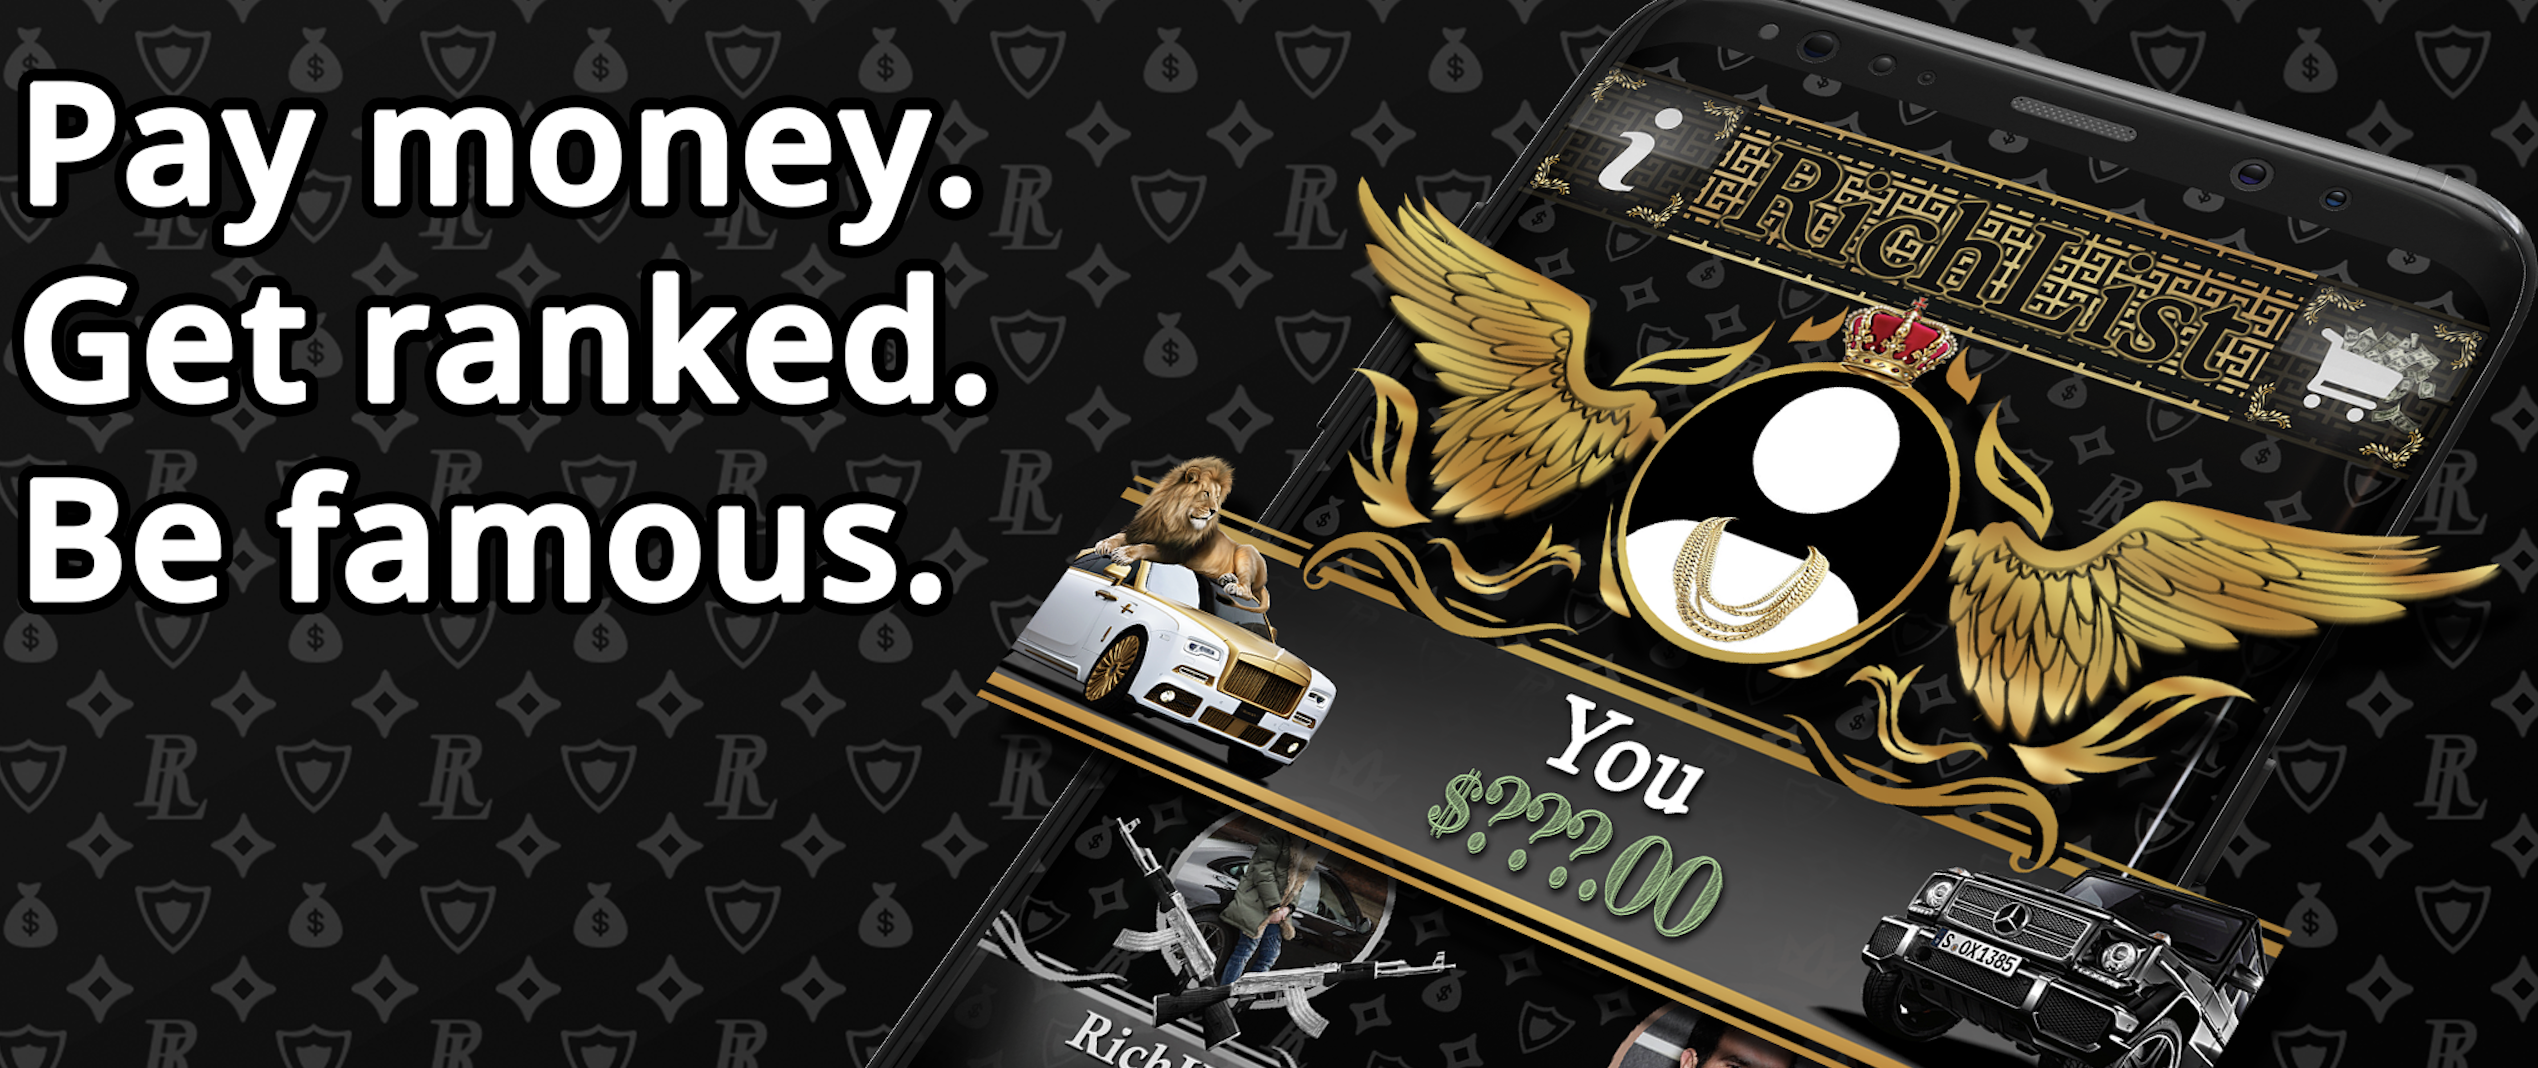 Pay money.
Get ranked.
Be famous.
i
RichList
You
$???.00
S OX1385